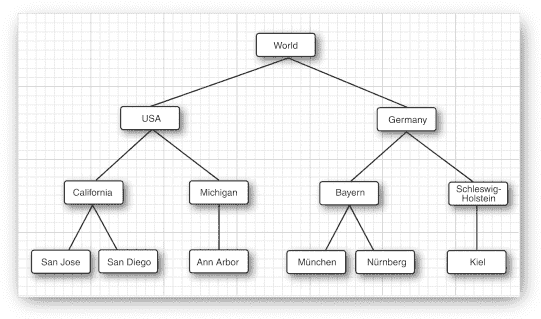 World
USA
Germany
California
Michigan
Bayern
Schleswig-
Holstein
San Jose
San Diego
Ann Arbor
München
Nürnberg
Kiel